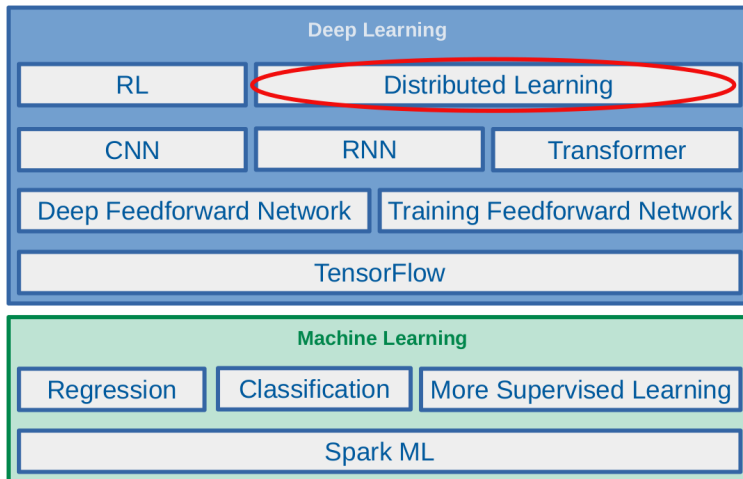 Deep Learning
RL
Distributed Learning
CNN
RNN
Transformer
Deep Feedforward Network
Training Feedforward Network
TensorFlow
Machine Learning
Regression
Classification
More Supervised Learning
Spark ML